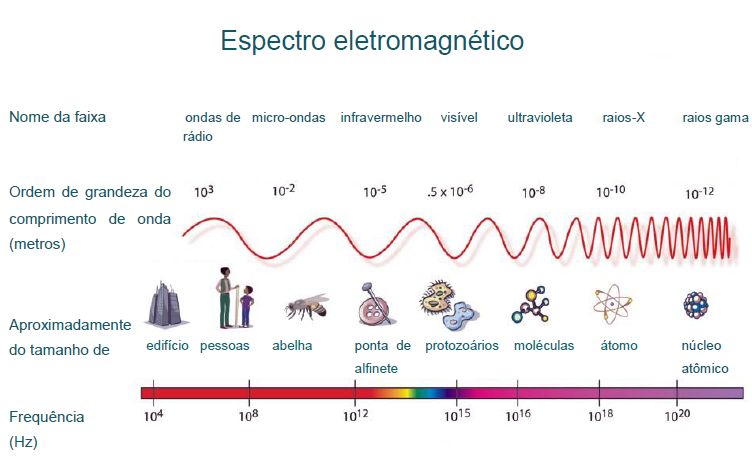 Espectro eletromagnético
Nome da faixa
ondas de rádio
micro-ondas
infravermelho
visível
ultravioleta
raios-X
raios gama
Ordem de grandeza do
comprimento de onda
(metros)
10³ 10⁻² 10⁻⁵ .5 x 10⁻⁶ 10⁻⁸ 10⁻¹⁰ 10⁻¹²
Aproximadamente
do tamanho de
edifício
pessoas
abelha
ponta de
alfinete
protozoários
moléculas
átomo
núcleo
atômico
Frequência
(Hz)
10⁴ 10⁸ 10¹² 10¹⁵ 10¹⁶ 10¹⁸ 10²⁰